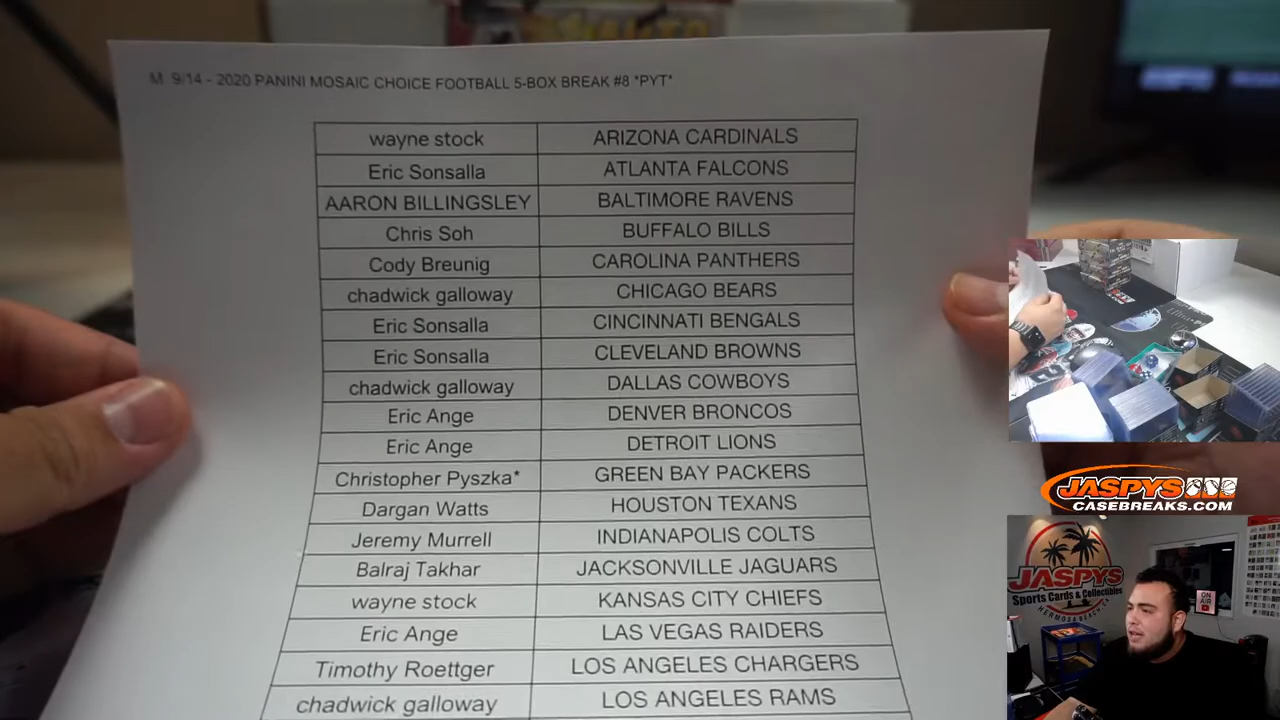 M 9/14 - 2020 PANINI MOSAIC CHOICE FOOTBALL 5-BOX BREAK #8 *PYT*
wayne stock ARIZONA CARDINALS
Eric Sonsalla ATLANTA FALCONS
AARON BILLINGSLEY BALTIMORE RAVENS
Chris Soh BUFFALO BILLS
Cody Breunig CAROLINA PANTHERS
chadwick galloway CHICAGO BEARS
Eric Sonsalla CINCINNATI BENGALS
Eric Sonsalla CLEVELAND BROWNS
chadwick galloway DALLAS COWBOYS
Eric Ange DENVER BRONCOS
Eric Ange DETROIT LIONS
Christopher Pyszka* GREEN BAY PACKERS
Dargan Watts HOUSTON TEXANS
Jeremy Murrell INDIANAPOLIS COLTS
Balraj Takhar JACKSONVILLE JAGUARS
wayne stock KANSAS CITY CHIEFS
Eric Ange LAS VEGAS RAIDERS
Timothy Roettger LOS ANGELES CHARGERS
chadwick galloway LOS ANGELES RAMS
JASPYS
CASEBREAKS.COM
JASPYS
Sports Cards & Collectibles
HERMOSA BEACH, CA
ON
AIR